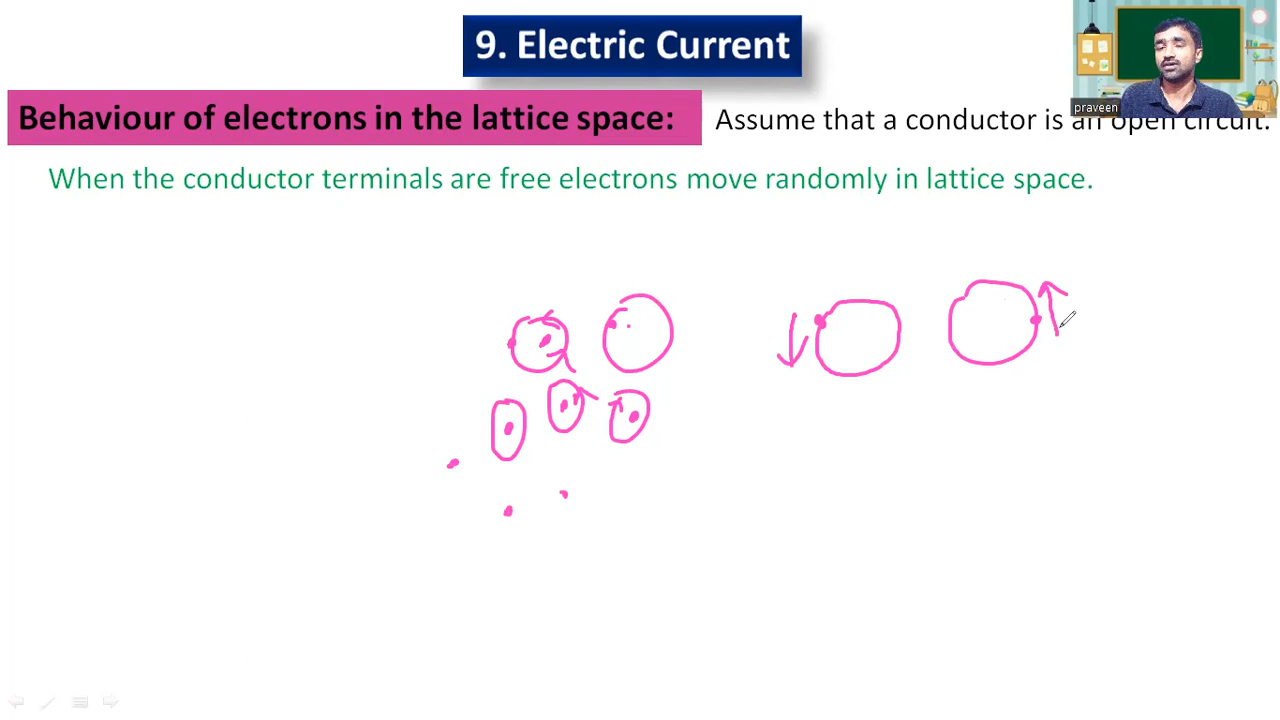 9. Electric Current
praveen
Behaviour of electrons in the lattice space: Assume that a conductor is an open circuit.
When the conductor terminals are free electrons move randomly in lattice space.